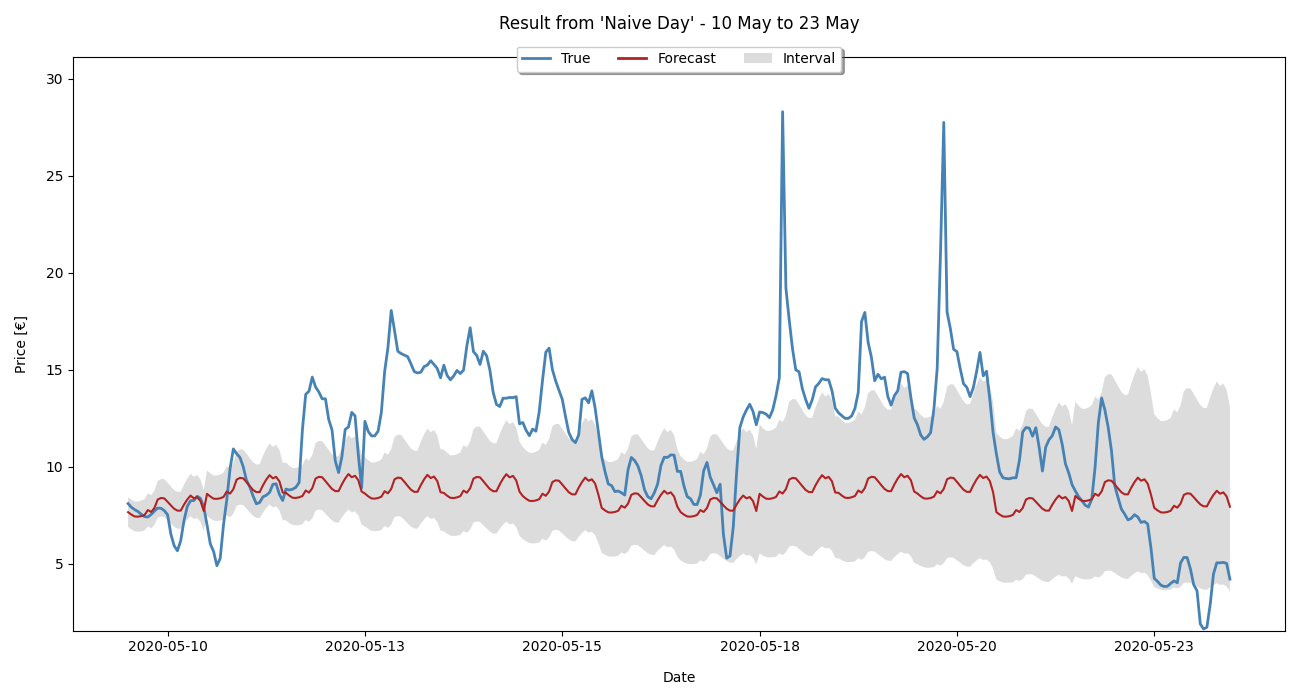 Result from 'Naive Day' - 10 May to 23 May
True Forecast Interval
30
25
20
15
10
5
Price [€]
2020-05-10 2020-05-13 2020-05-15 2020-05-18 2020-05-20 2020-05-23
Date